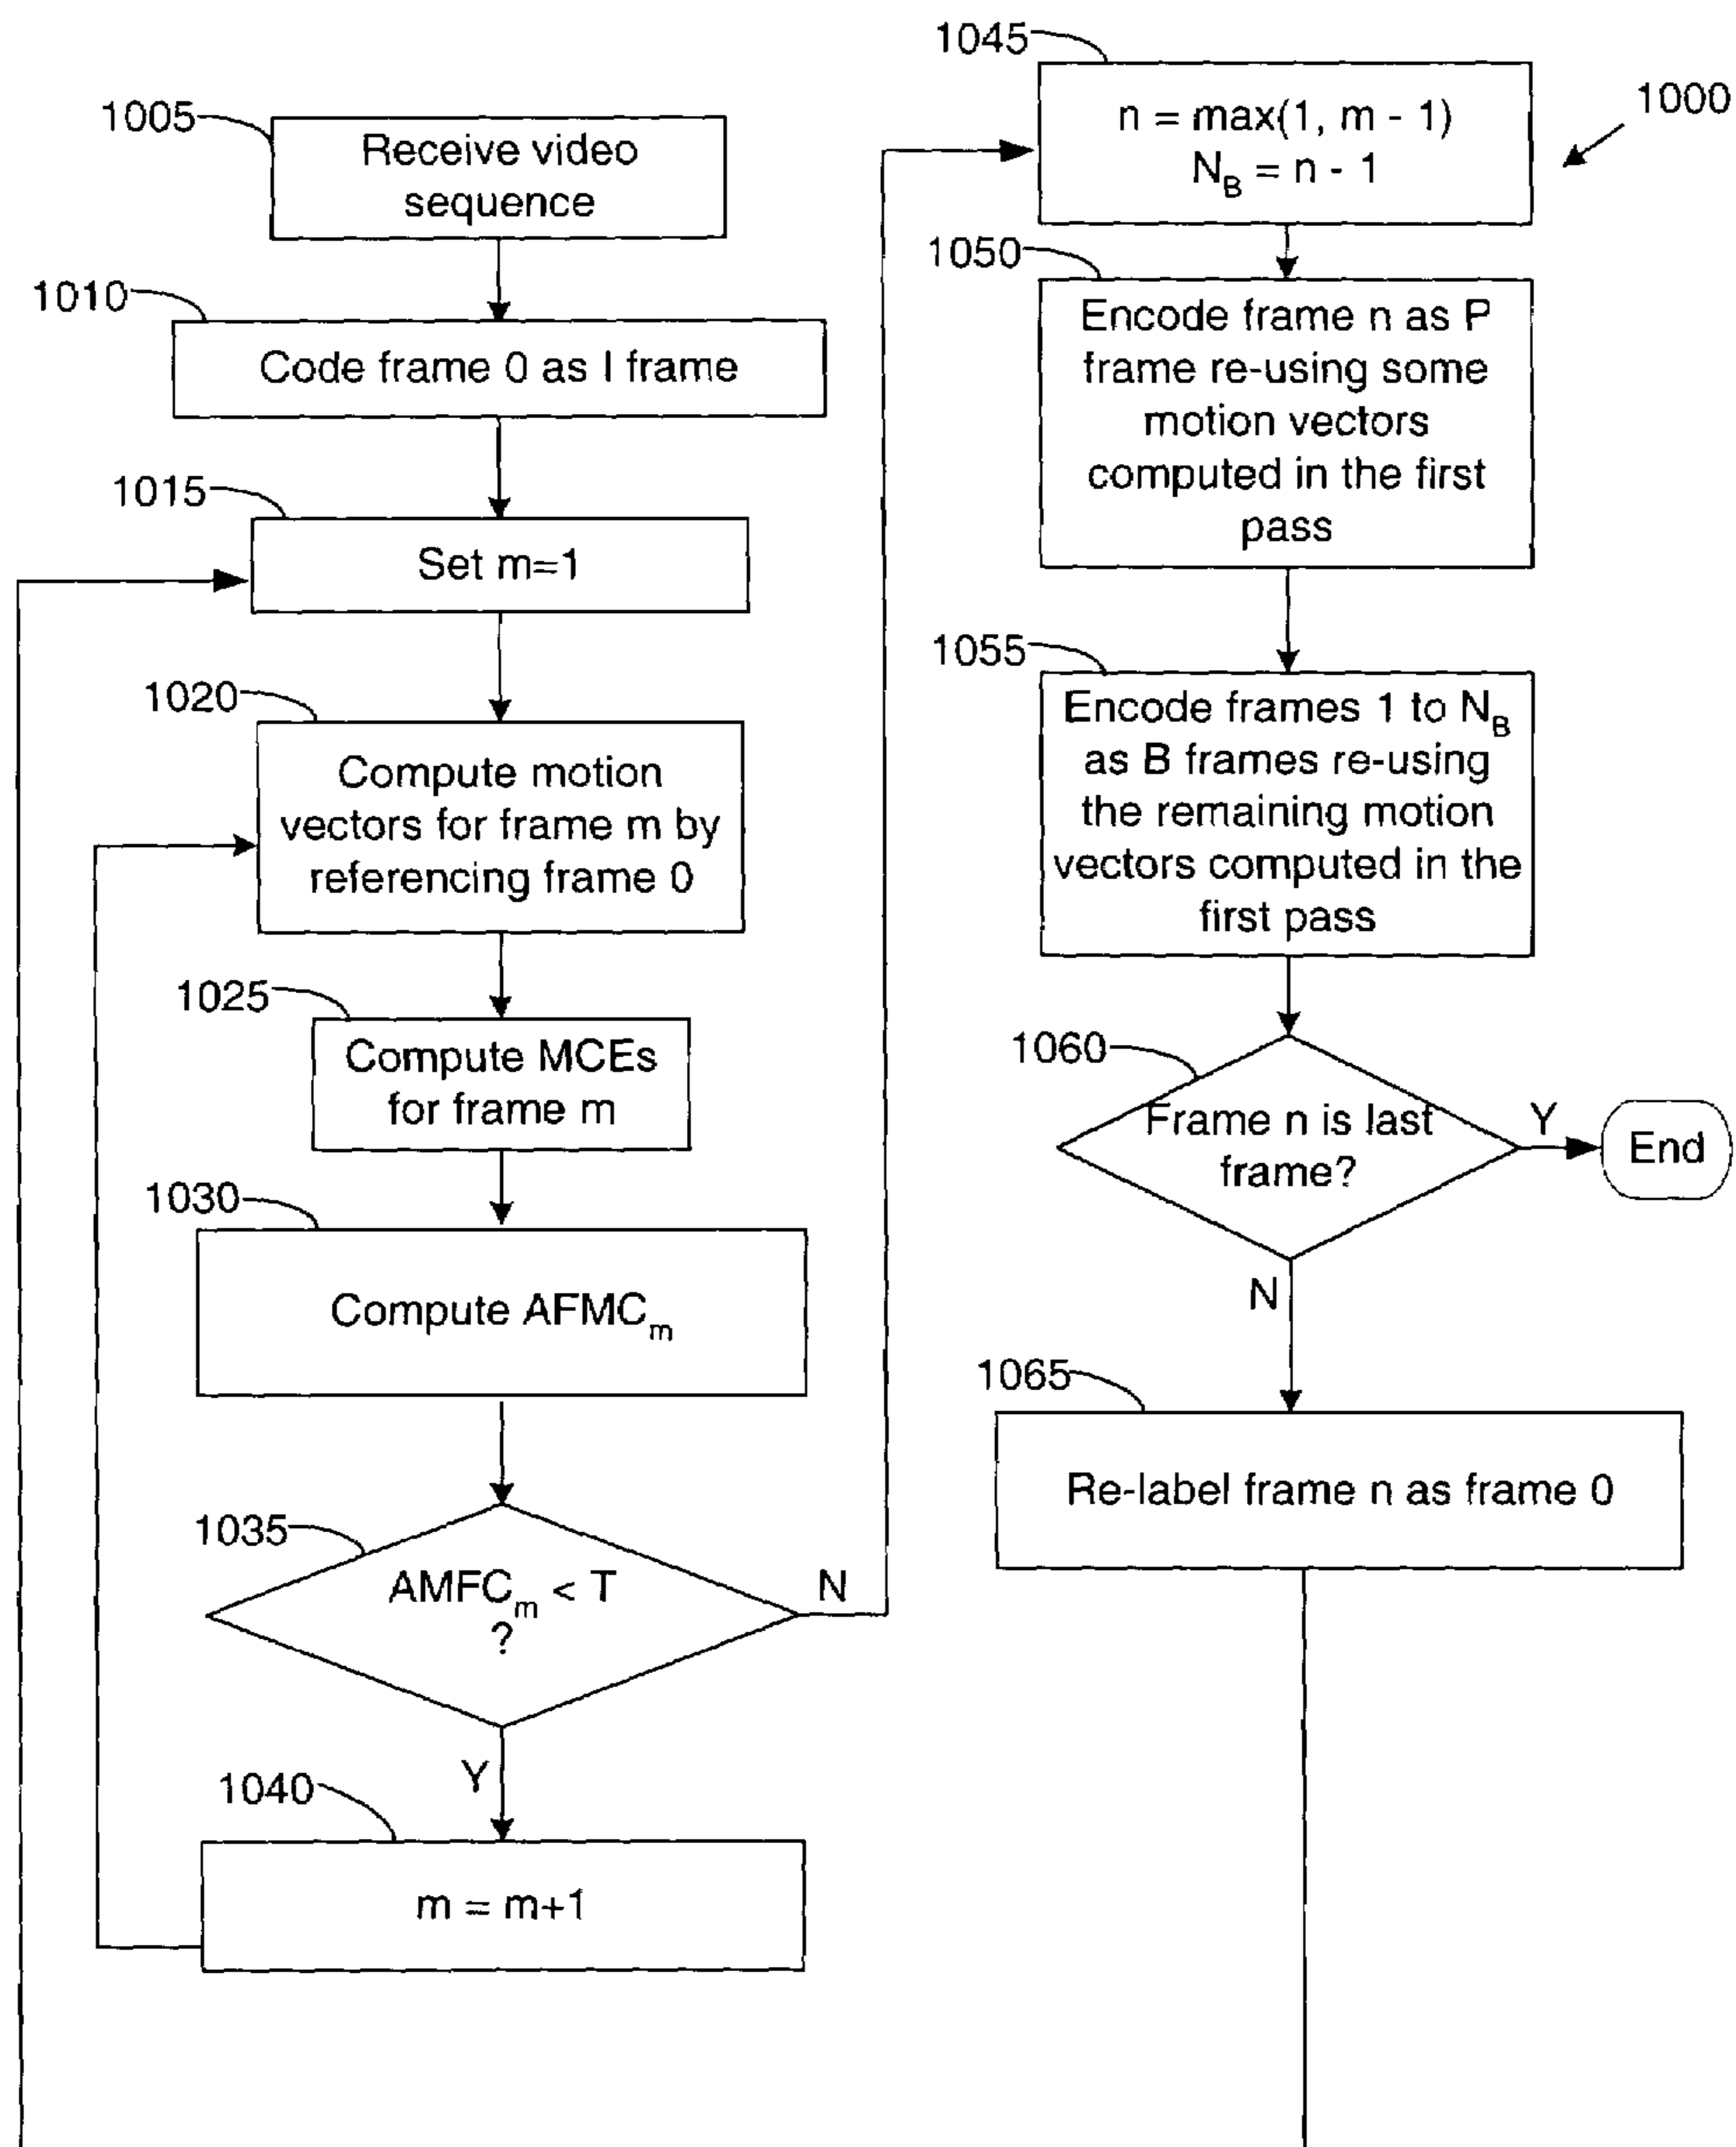 1005
Receive video
sequence
1010
Code frame 0 as I frame
1015
Set m=1
1020
Compute motion
vectors for frame m by
referencing frame 0
1025
Compute MCEs
for frame m
1030
Compute AFMCm
1035
AMFCm < T
?
N
Y
1040
m = m+1
1045
n = max(1, m - 1)
NB = n - 1
1000
1050
Encode frame n as P
frame re-using some
motion vectors
computed in the first
pass
1055
Encode frames 1 to NB
as B frames re-using
the remaining motion
vectors computed in the
first pass
1060
Frame n is last
frame?
Y
End
N
1065
Re-label frame n as frame 0